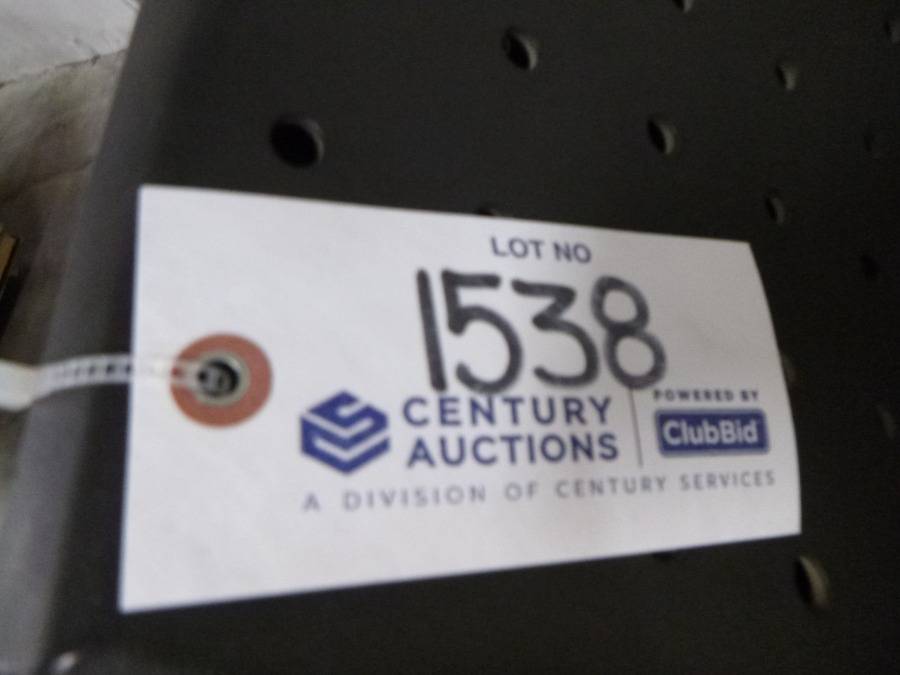 LOT NO
1538
CENTURY
AUCTIONS
POWERED BY
ClubBid
A DIVISION OF CENTURY SERVICES